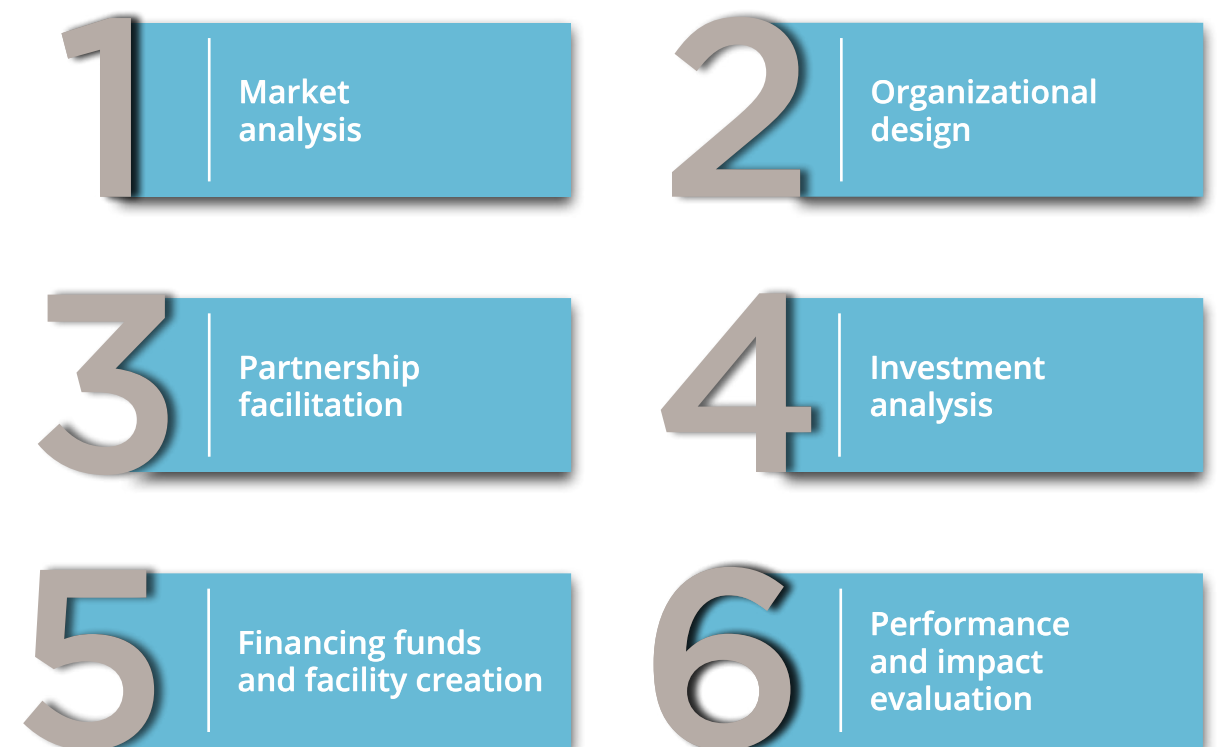 1
Market
analysis
2
Organizational
design
3
Partnership
facilitation
4
Investment
analysis
5
Financing funds
and facility creation
6
Performance
and impact
evaluation